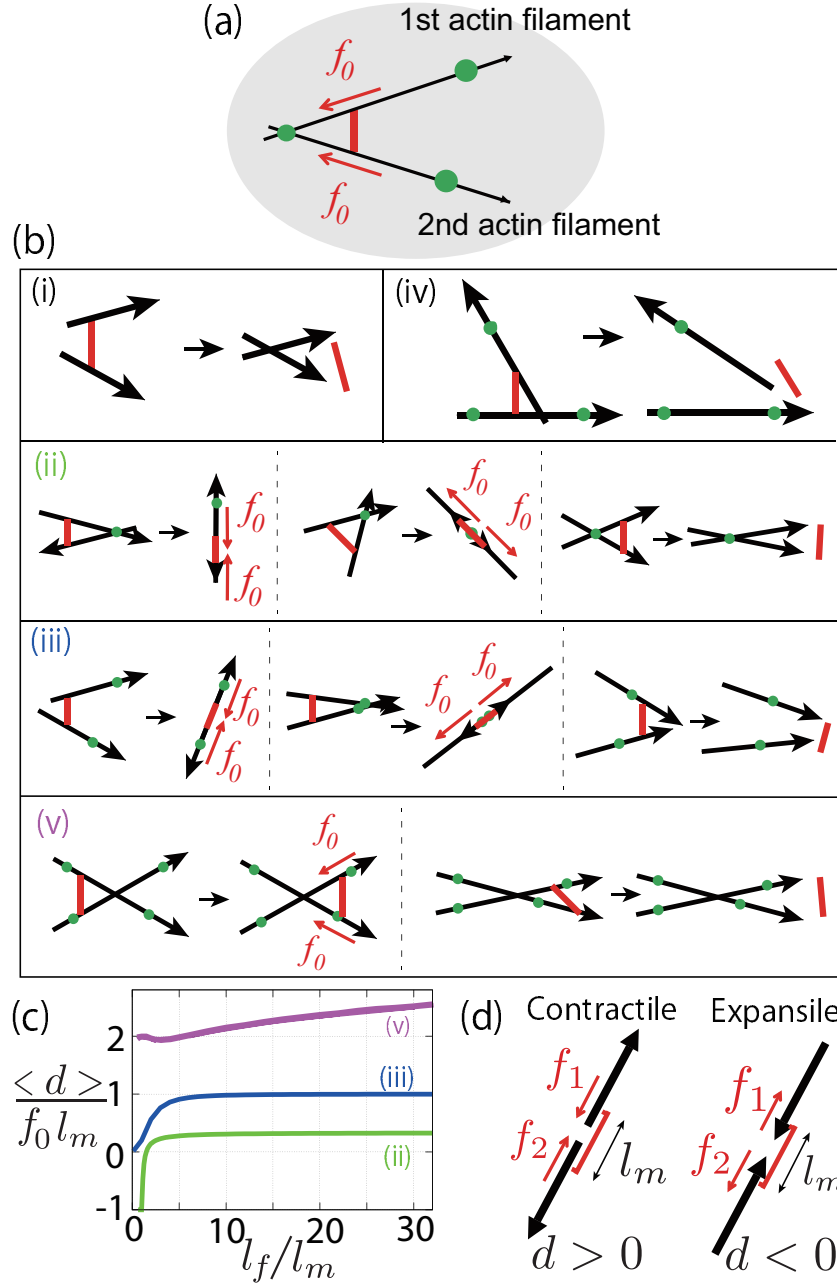 (a)
1st actin filament
f₀
f₀
2nd actin filament
(b)
(i)
(iv)
(ii)
f₀
f₀
f₀
f₀
(iii)
f₀
f₀
f₀
f₀
(v)
f₀
f₀
(c)
<d>
f₀ lₘ
2
1
0
-1
(v)
(iii)
(ii)
0
10
20
30
l_f/lₘ
(d)
Contractile
Expansile
f₁
f₂
lₘ
d > 0
f₁
f₂
lₘ
d < 0